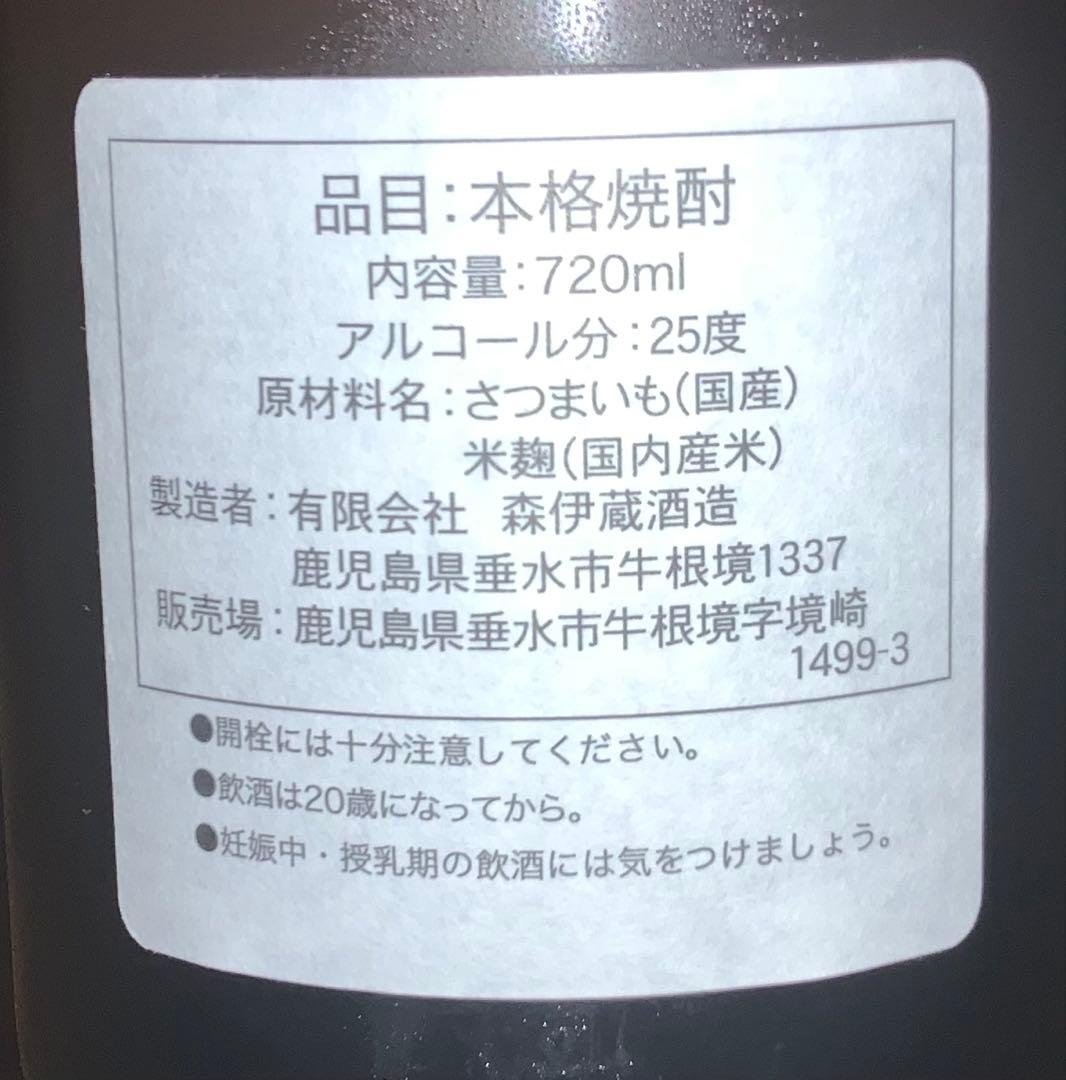 品目:本格焼酎
内容量:720ml
アルコール分:25度
原材料名:さつまいも(国産)
米麹(国内産米)
製造者:有限会社 森伊蔵酒造
鹿児島県垂水市牛根境1337
販売場:鹿児島県垂水市牛根境字境崎
1499-3
●開栓には十分注意してください。
●飲酒は20歳になってから。
●妊娠中・授乳期の飲酒には気をつけましょう。